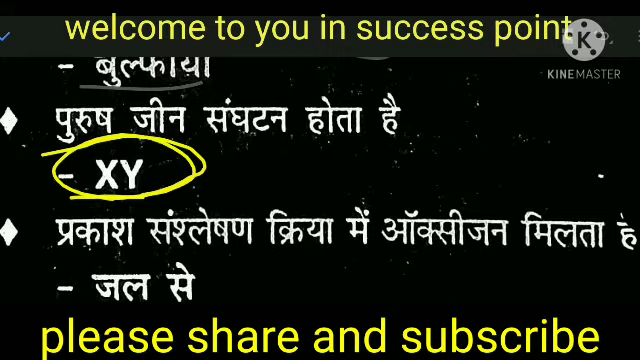 welcome to you in success point
KINEMASTER
- बुल्फीया
♦ पुरुष जीन संघटन होता है
- XY
♦ प्रकाश संश्लेषण क्रिया में ऑक्सीजन मिलता है
- जल से
please share and subscribe